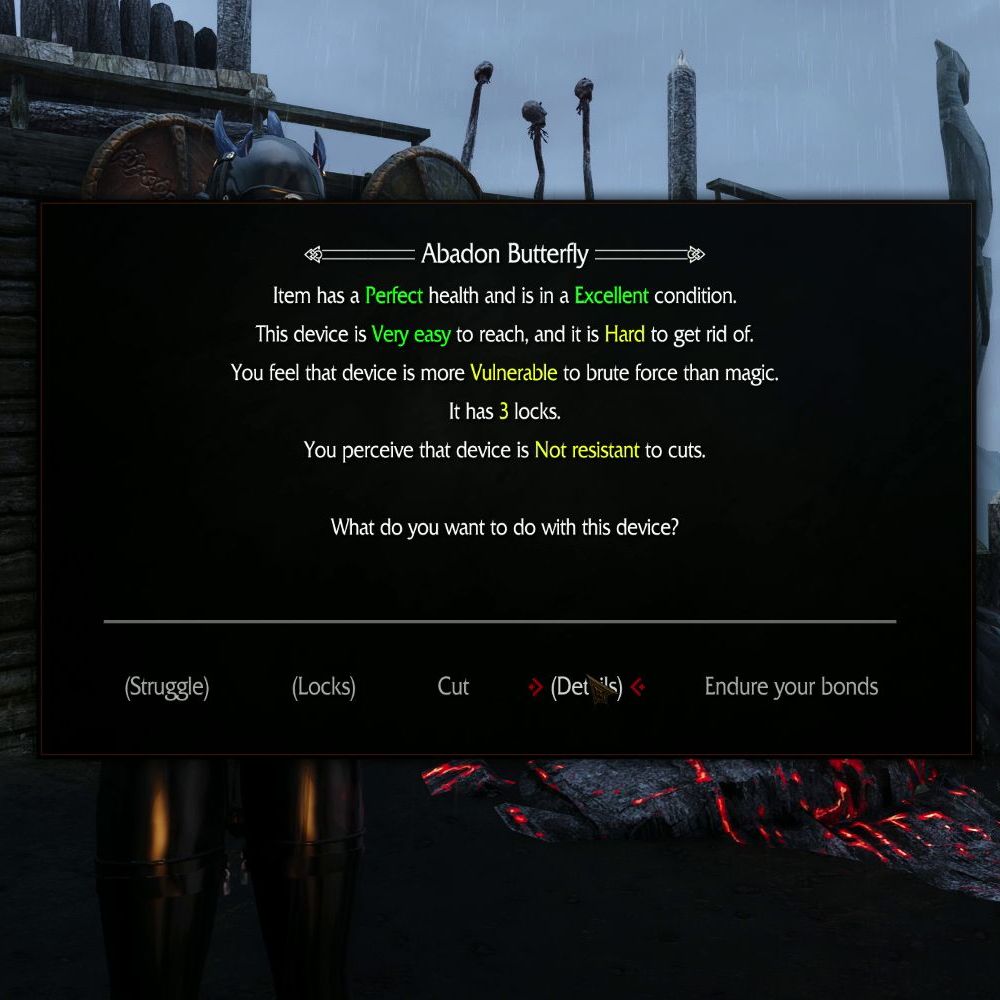 Abadon Butterfly
Item has a Perfect health and is in a Excellent condition.
This device is Very easy to reach, and it is Hard to get rid of.
You feel that device is more Vulnerable to brute force than magic.
It has 3 locks.
You perceive that device is Not resistant to cuts.
What do you want to do with this device?
(Struggle) (Locks) Cut (Details) Endure your bonds